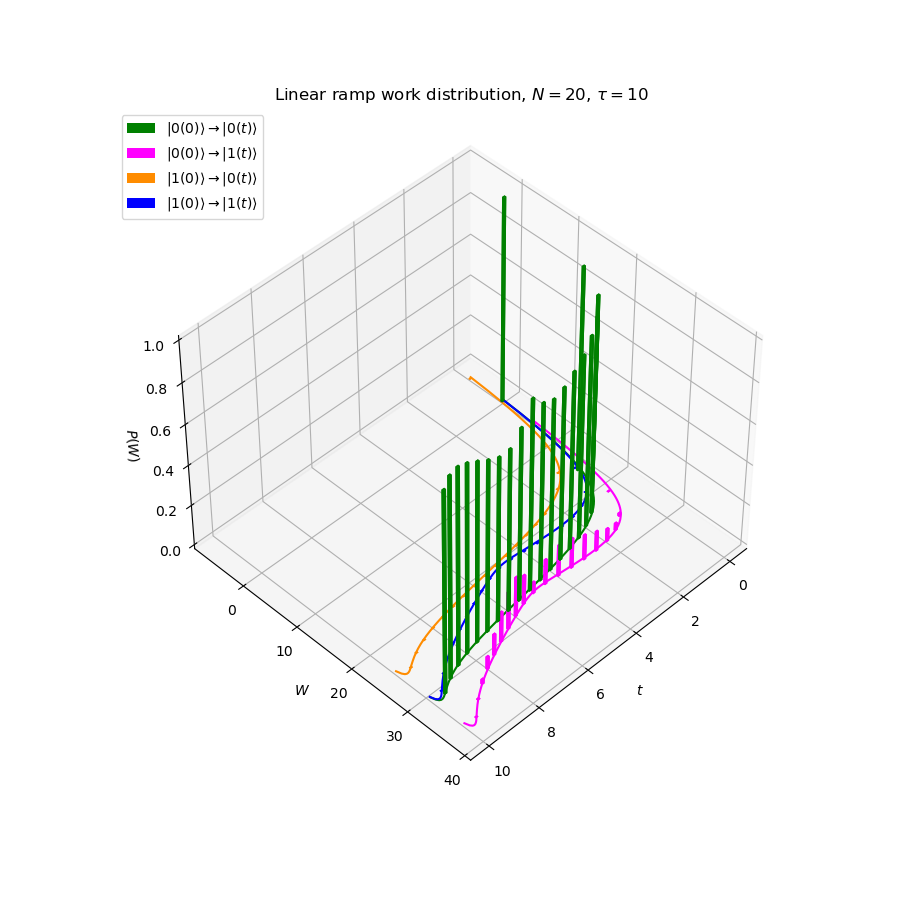 Linear ramp work distribution, N = 20, τ = 10
|0(0)⟩ → |0(t)⟩
|0(0)⟩ → |1(t)⟩
|1(0)⟩ → |0(t)⟩
|1(0)⟩ → |1(t)⟩
1.0
0.8
0.6
0.4
0.2
0.0
P(W)
0
10
20
30
40
W
0
2
4
6
8
10
t